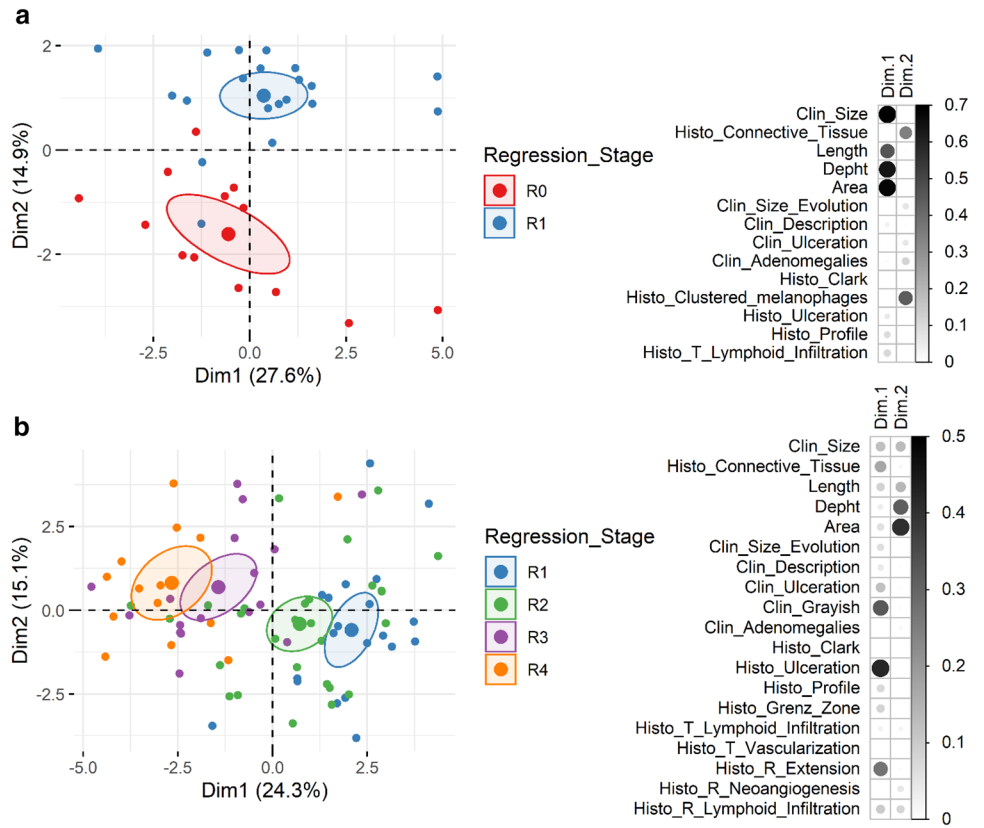 a
2
0
-2
-2.5
0.0
2.5
5.0
Dim1 (27.6%)
Dim2 (14.9%)
Regression_Stage
R0
R1
Dim.1
Dim.2
Clin_Size
Histo_Connective_Tissue
Length
Depht
Area
Clin_Size_Evolution
Clin_Description
Clin_Ulceration
Clin_Adenomegalies
Histo_Clark
Histo_Clustered_melanophages
Histo_Ulceration
Histo_Profile
Histo_T_Lymphoid_Infiltration
0.7
0.6
0.5
0.4
0.3
0.2
0.1
0
b
2.5
0.0
-2.5
-5.0
-2.5
0.0
2.5
Dim1 (24.3%)
Dim2 (15.1%)
Regression_Stage
R1
R2
R3
R4
Dim.1
Dim.2
Clin_Size
Histo_Connective_Tissue
Length
Depht
Area
Clin_Size_Evolution
Clin_Description
Clin_Ulceration
Clin_Grayish
Clin_Adenomegalies
Histo_Clark
Histo_Ulceration
Histo_Profile
Histo_Grenz_Zone
Histo_T_Lymphoid_Infiltration
Histo_T_Vascularization
Histo_R_Extension
Histo_R_Neoangiogenesis
Histo_R_Lymphoid_Infiltration
0.5
0.4
0.3
0.2
0.1
0